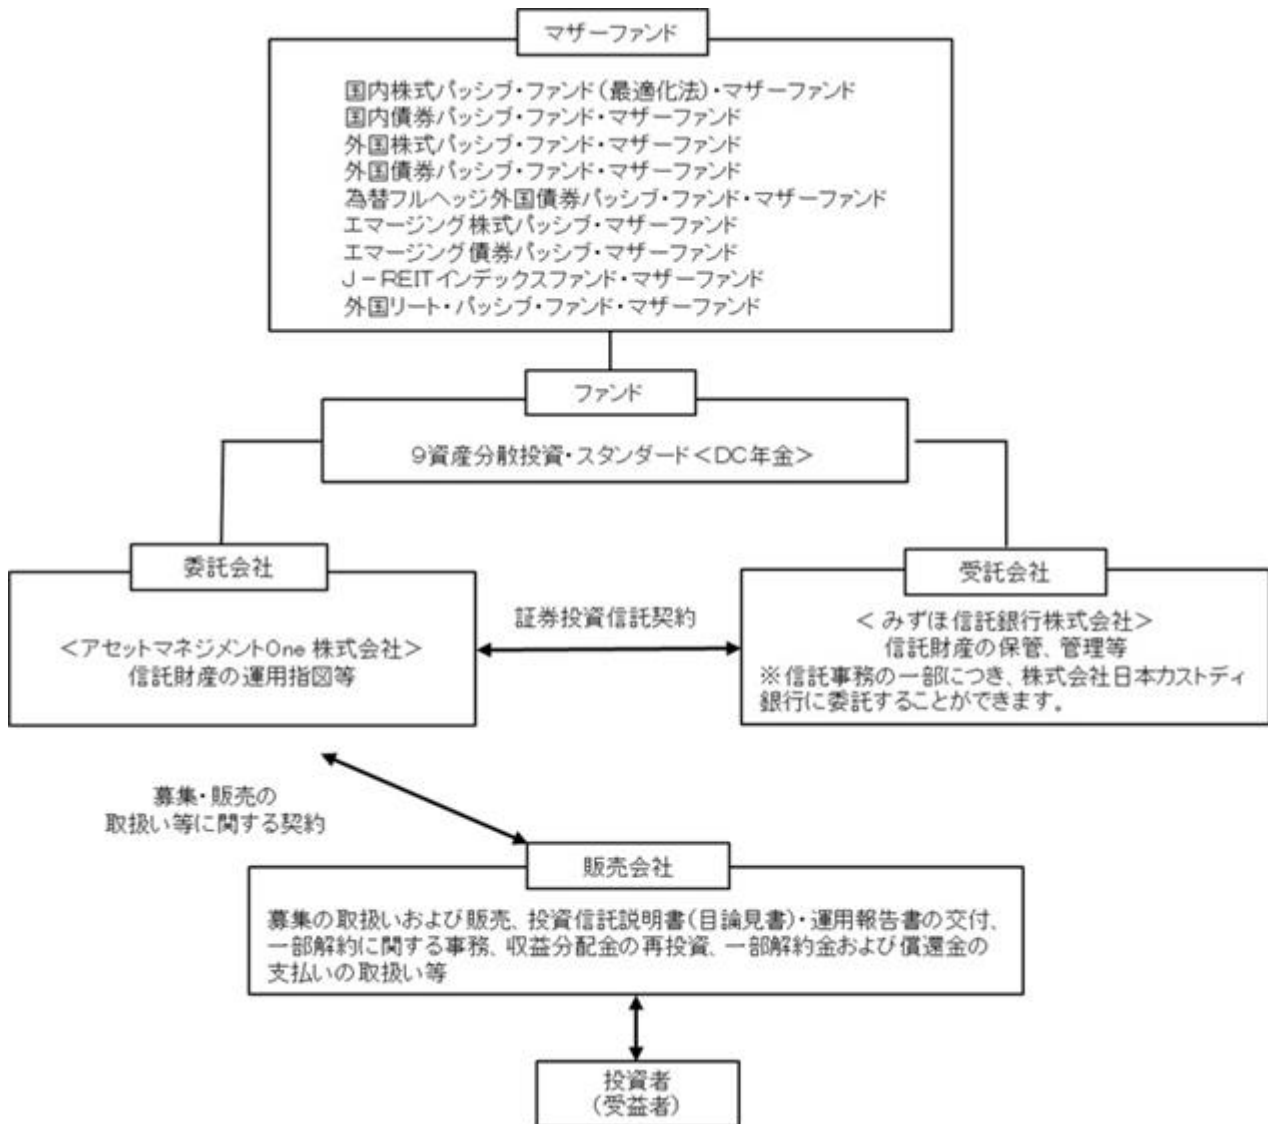 マザーファンド
国内株式パッシブ・ファンド(最適化法)・マザーファンド
国内債券パッシブ・ファンド・マザーファンド
外国株式パッシブ・ファンド・マザーファンド
外国債券パッシブ・ファンド・マザーファンド
為替フルヘッジ外国債券パッシブ・ファンド・マザーファンド
エマージング株式パッシブ・マザーファンド
エマージング債券パッシブ・マザーファンド
J-REITインデックスファンド・マザーファンド
外国リート・パッシブ・ファンド・マザーファンド
ファンド
9資産分散投資・スタンダード<DC年金>
委託会社
<アセットマネジメントOne 株式会社>
信託財産の運用指図等
証券投資信託契約
受託会社
< みずほ信託銀行株式会社>
信託財産の保管、管理等
※信託事務の一部につき、株式会社日本カストディ
銀行に委託することができます。
募集・販売の
取扱い等に関する契約
販売会社
募集の取扱いおよび販売、投資信託説明書(目論見書)・運用報告書の交付、
一部解約に関する事務、収益分配金の再投資、一部解約金および償還金の
支払いの取扱い等
投資者
(受益者)